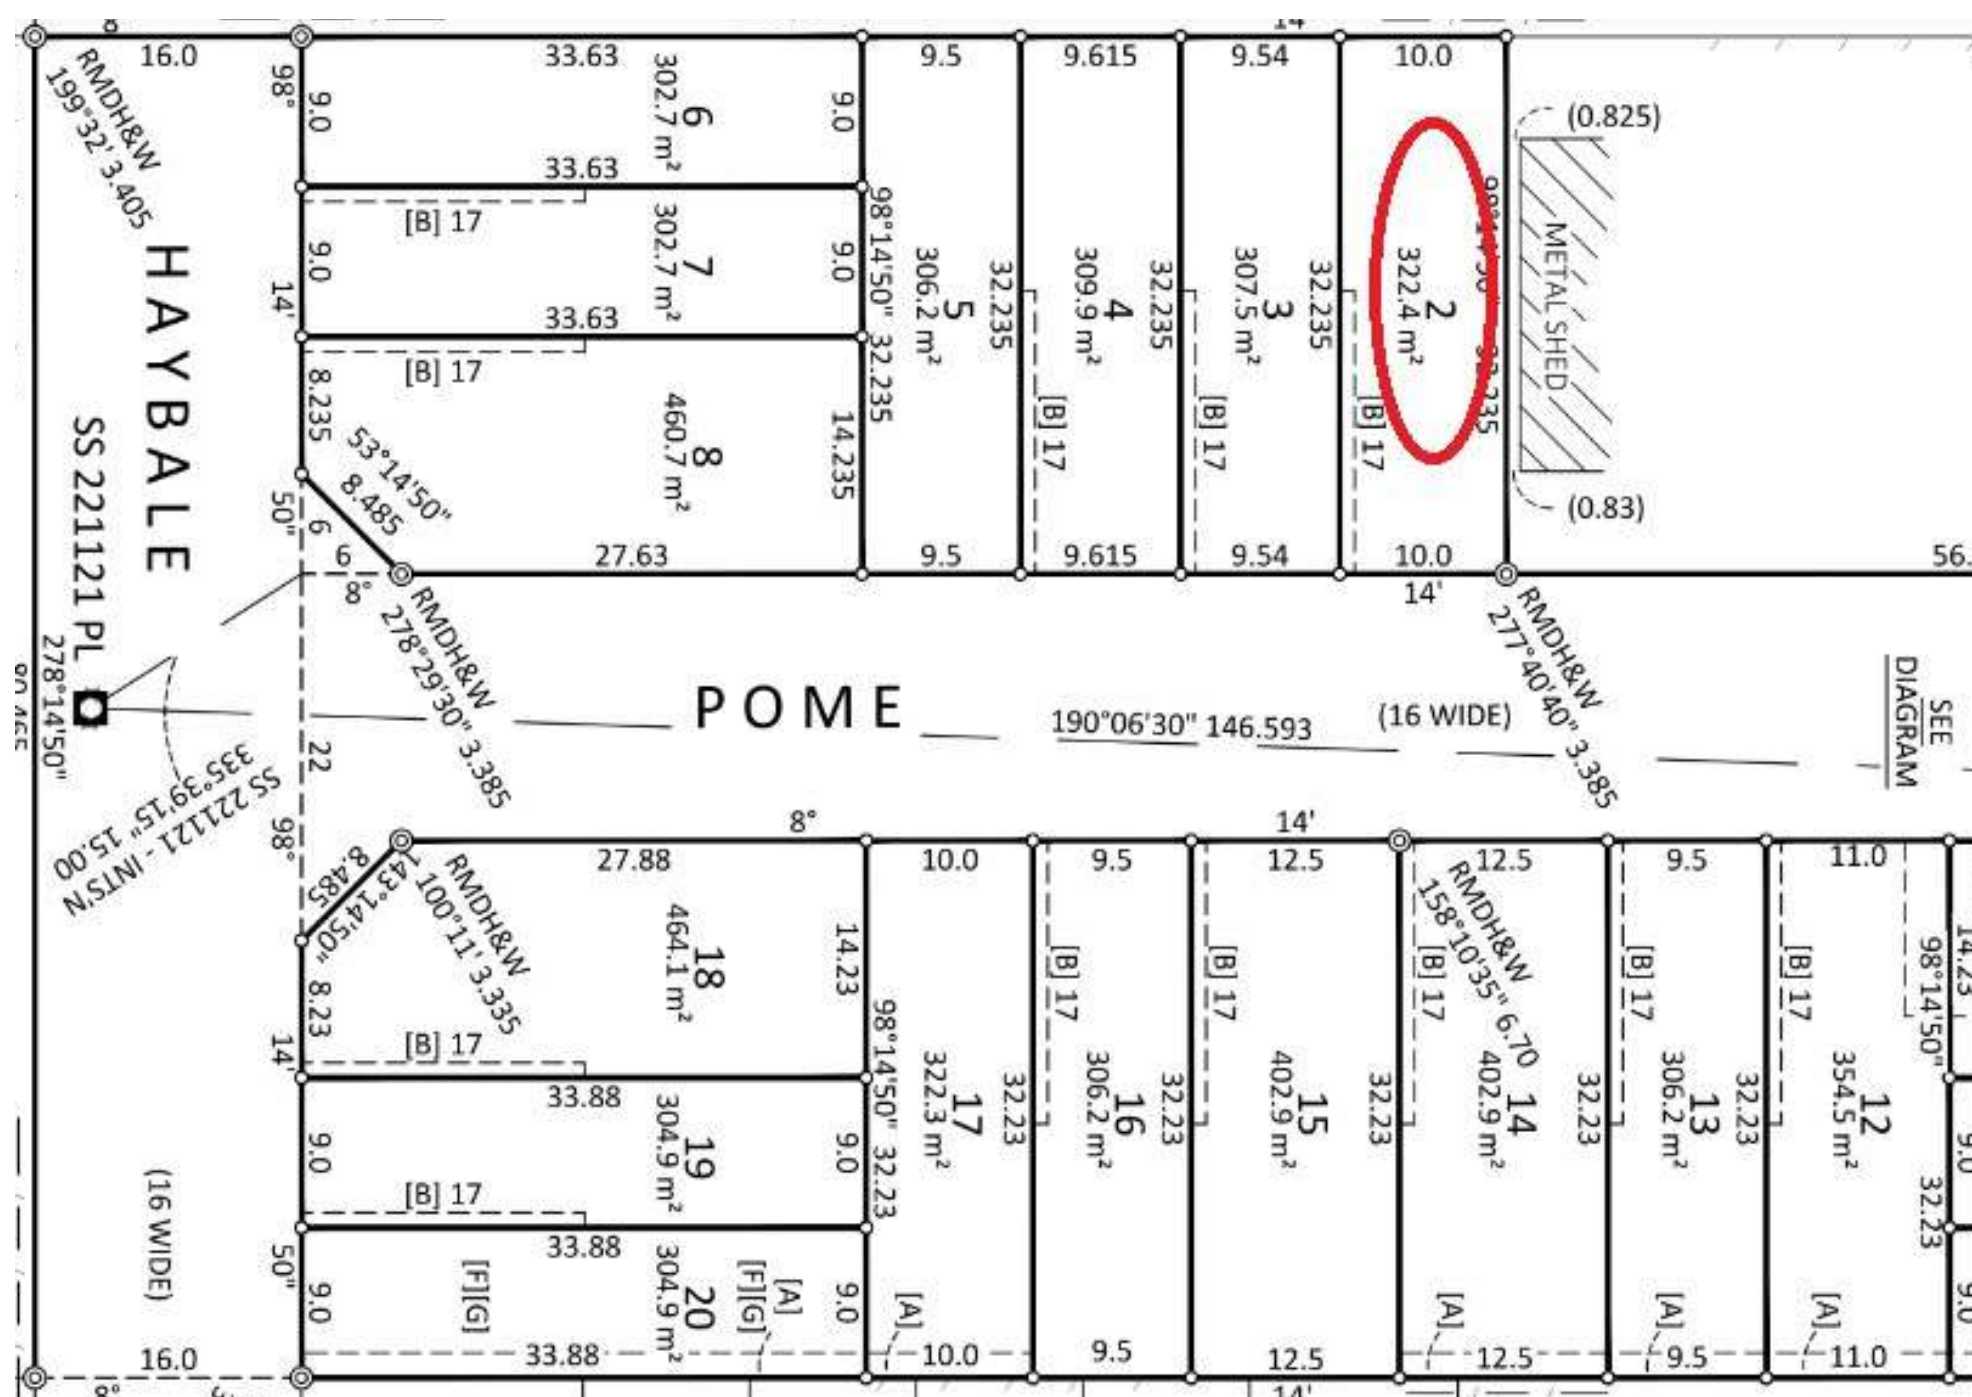 16.0
33.63
9.5
9.615
9.54
10.0
14'
RMDH&W
199°32' 3.405
98°
9.0
6
302.7 m²
9.0
(0.825)
33.63
[B] 17
9.0
7
302.7 m²
9.0
98°14'50" 32.235
5
306.2 m²
32.235
4
309.9 m²
32.235
3
307.5 m²
32.235
2
322.4 m²
METAL SHED
HAYBALE
14'
33.63
[B] 17
8.235
8
460.7 m²
14.235
[B] 17
[B] 17
[B] 17
SS 221121 PL
53°14'50"
8.485
50"
6
6
(0.83)
27.63
9.5
9.615
9.54
10.0
56.
8°
14'
RMDH&W
278°29'30" 3.385
RMDH&W
277°40'40" 3.385
278°14'50"
POME
190°06'30" 146.593
(16 WIDE)
SEE
DIAGRAM
22
SS 221121 - INTS'N
335°39'15" 15.00
8°
14'
98°
27.88
10.0
9.5
12.5
12.5
9.5
11.0
8.485
143°14'50"
RMDH&W
100°11' 3.335
RMDH&W
158°10'35" 6.70
18
464.1 m²
14.23
[B] 17
[B] 17
[B] 17
[B] 17
[B] 17
14.23
98°14'50" 32.23
8.23
[B] 17
14'
33.88
98°14'50" 32.23
17
322.3 m²
32.23
16
306.2 m²
32.23
15
402.9 m²
32.23
14
402.9 m²
32.23
13
306.2 m²
32.23
12
354.5 m²
9.0
19
304.9 m²
9.0
9.0
[B] 17
(16 WIDE)
33.88
50"
9.0
[F][G]
20
304.9 m²
[F][G]
[A]
9.0
[A]
[A]
[A]
[A]
9.0
16.0
33.88
10.0
9.5
12.5
12.5
9.5
11.0
14'